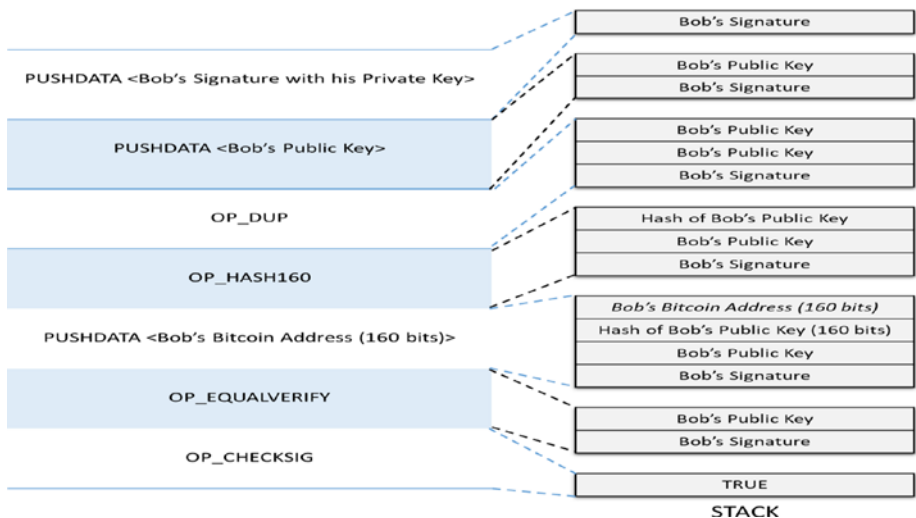 PUSHDATA <Bob's Signature with his Private Key>
PUSHDATA <Bob's Public Key>
OP_DUP
OP_HASH160
PUSHDATA <Bob's Bitcoin Address (160 bits)>
OP_EQUALVERIFY
OP_CHECKSIG
Bob's Signature
Bob's Public Key
Bob's Signature
Bob's Public Key
Bob's Public Key
Bob's Signature
Hash of Bob's Public Key
Bob's Public Key
Bob's Signature
Bob's Bitcoin Address (160 bits)
Hash of Bob's Public Key (160 bits)
Bob's Public Key
Bob's Signature
Bob's Public Key
Bob's Signature
TRUE
STACK